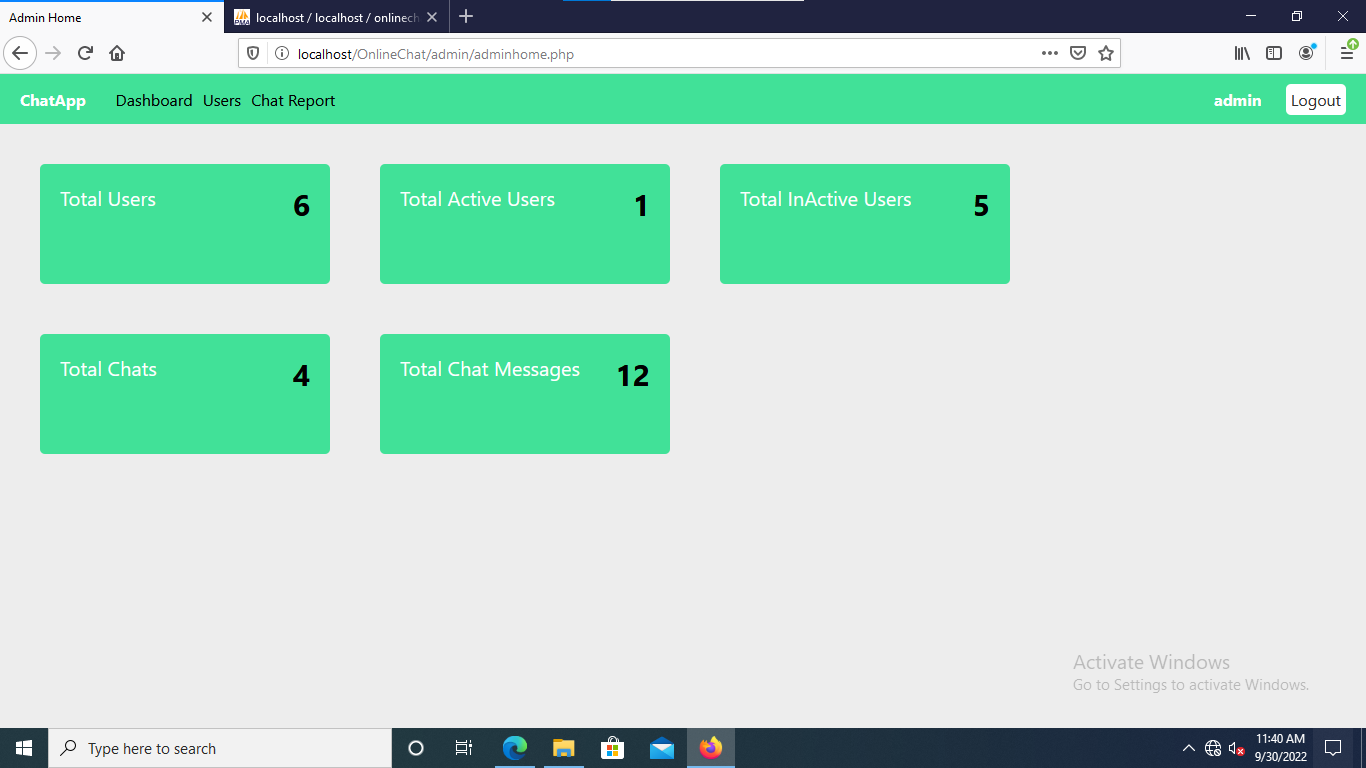 Admin Home
localhost / localhost / onlinech
localhost/OnlineChat/admin/adminhome.php
ChatApp Dashboard Users Chat Report admin Logout
Total Users 6
Total Active Users 1
Total InActive Users 5
Total Chats 4
Total Chat Messages 12
Activate Windows
Go to Settings to activate Windows.
Type here to search
11:40 AM
9/30/2022